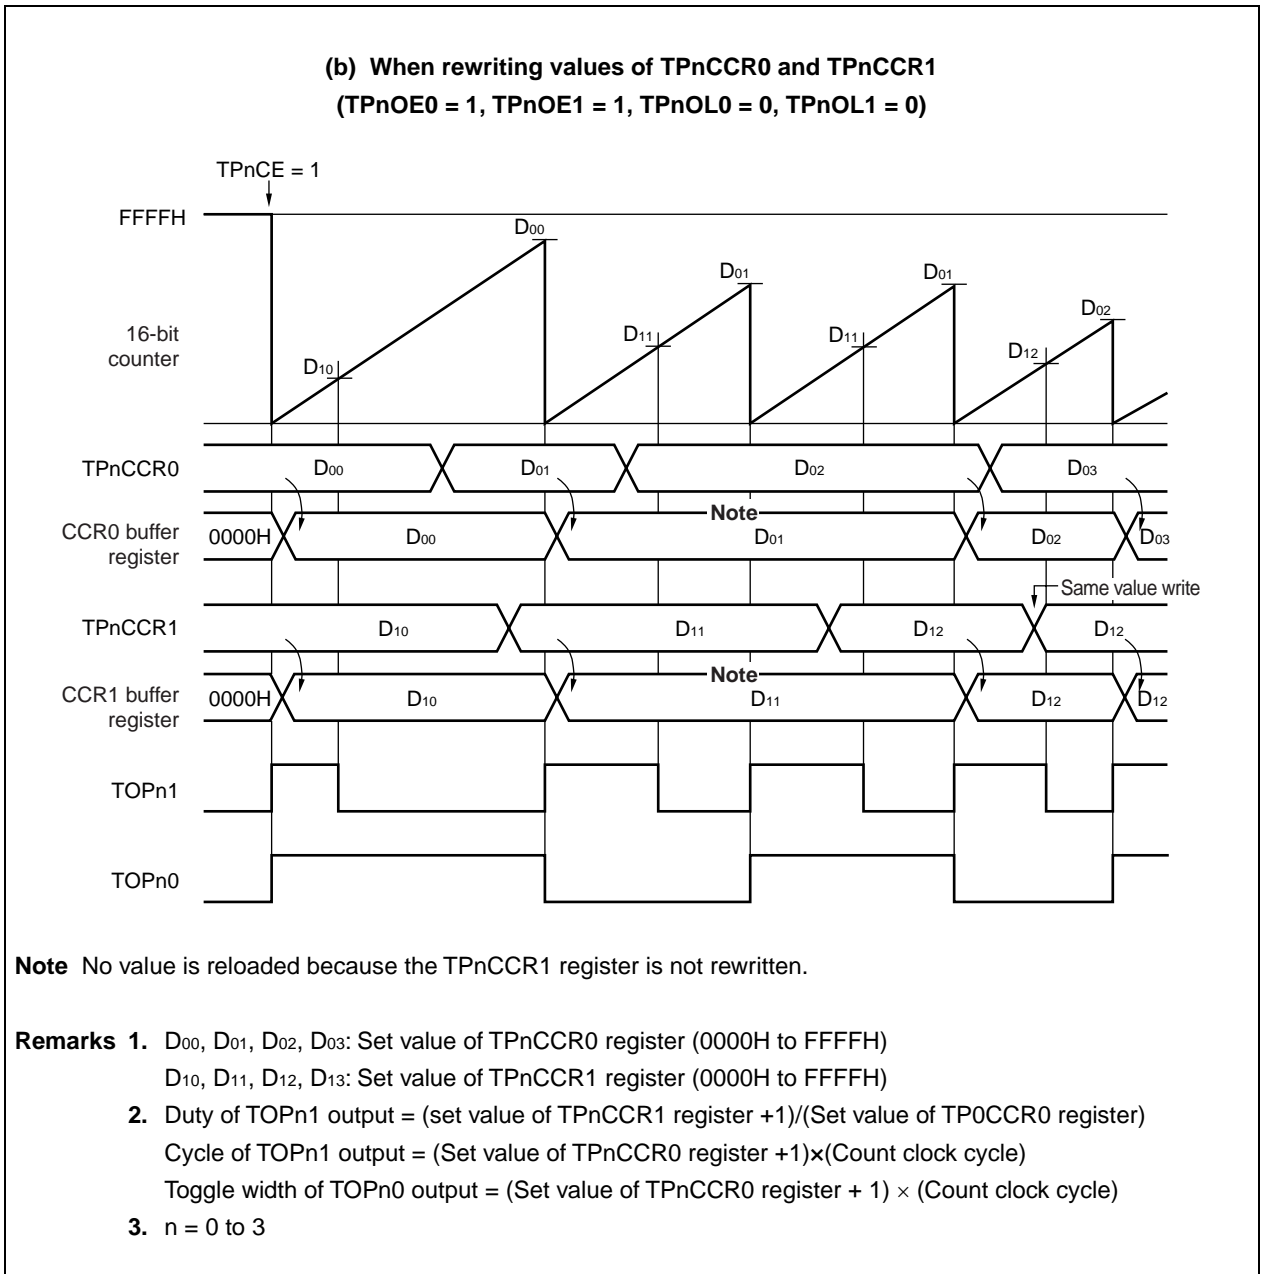 (b) When rewriting values of TPnCCR0 and TPnCCR1
(TPnOE0 = 1, TPnOE1 = 1, TPnOL0 = 0, TPnOL1 = 0)
TPnCE = 1
FFFFH
D00
D01
D01
D02
16-bit
counter
D10
D11
D11
D12
TPnCCR0
D00
D01
D02
D03
CCR0 buffer
register
0000H
D00
Note
D01
D02
D03
Same value write
TPnCCR1
D10
D11
D12
D12
CCR1 buffer
register
0000H
D10
Note
D11
D12
D12
TOPn1
TOPn0
Note No value is reloaded because the TPnCCR1 register is not rewritten.
Remarks 1. D00, D01, D02, D03: Set value of TPnCCR0 register (0000H to FFFFH)
D10, D11, D12, D13: Set value of TPnCCR1 register (0000H to FFFFH)
2. Duty of TOPn1 output = (set value of TPnCCR1 register +1)/(Set value of TP0CCR0 register)
Cycle of TOPn1 output = (Set value of TPnCCR0 register +1)×(Count clock cycle)
Toggle width of TOPn0 output = (Set value of TPnCCR0 register + 1) × (Count clock cycle)
3. n = 0 to 3